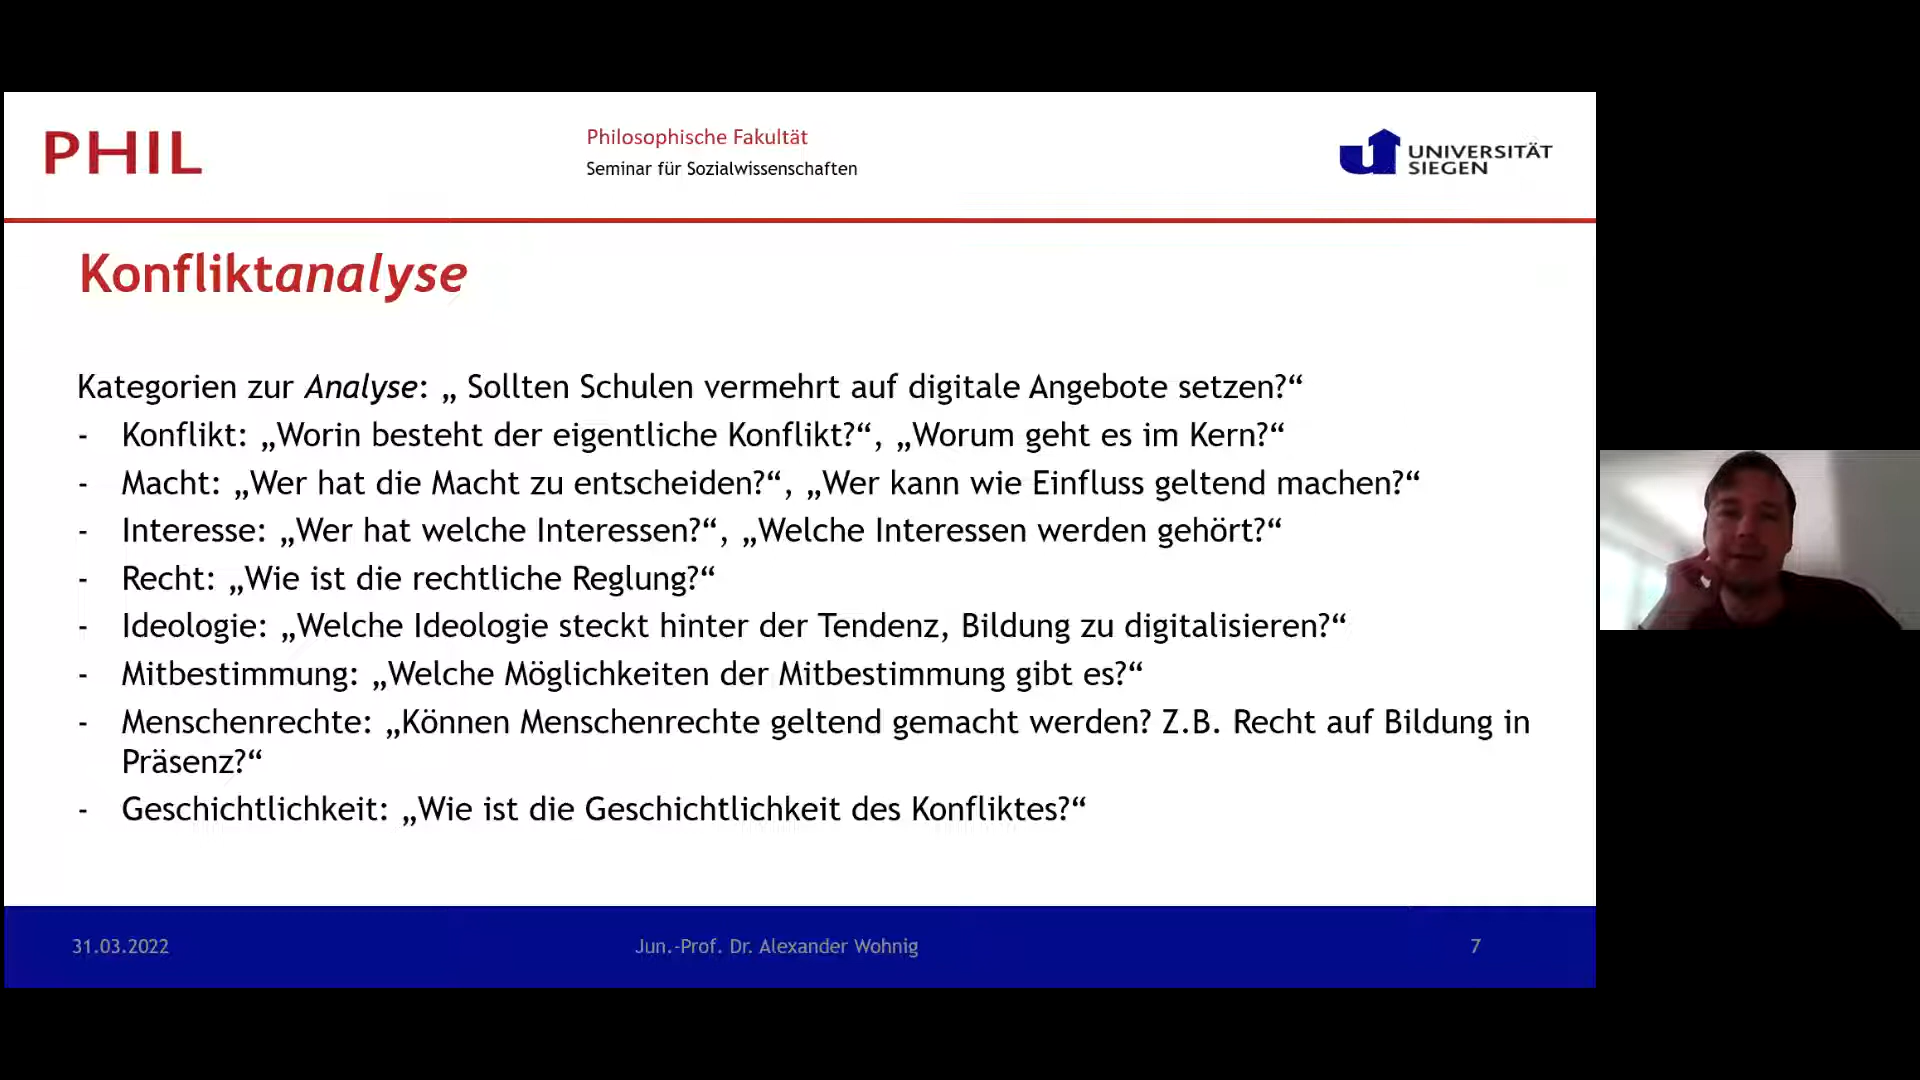 PHIL
Philosophische Fakultät
Seminar für Sozialwissenschaften
UNIVERSITÄT
SIEGEN
Konfliktanalyse
Kategorien zur Analyse: „ Sollten Schulen vermehrt auf digitale Angebote setzen?“
- Konflikt: „Worin besteht der eigentliche Konflikt?“, „Worum geht es im Kern?“
- Macht: „Wer hat die Macht zu entscheiden?“, „Wer kann wie Einfluss geltend machen?“
- Interesse: „Wer hat welche Interessen?“, „Welche Interessen werden gehört?“
- Recht: „Wie ist die rechtliche Reglung?“
- Ideologie: „Welche Ideologie steckt hinter der Tendenz, Bildung zu digitalisieren?“
- Mitbestimmung: „Welche Möglichkeiten der Mitbestimmung gibt es?“
- Menschenrechte: „Können Menschenrechte geltend gemacht werden? Z.B. Recht auf Bildung in
Präsenz?“
- Geschichtlichkeit: „Wie ist die Geschichtlichkeit des Konfliktes?“
31.03.2022
Jun.-Prof. Dr. Alexander Wohnig
7